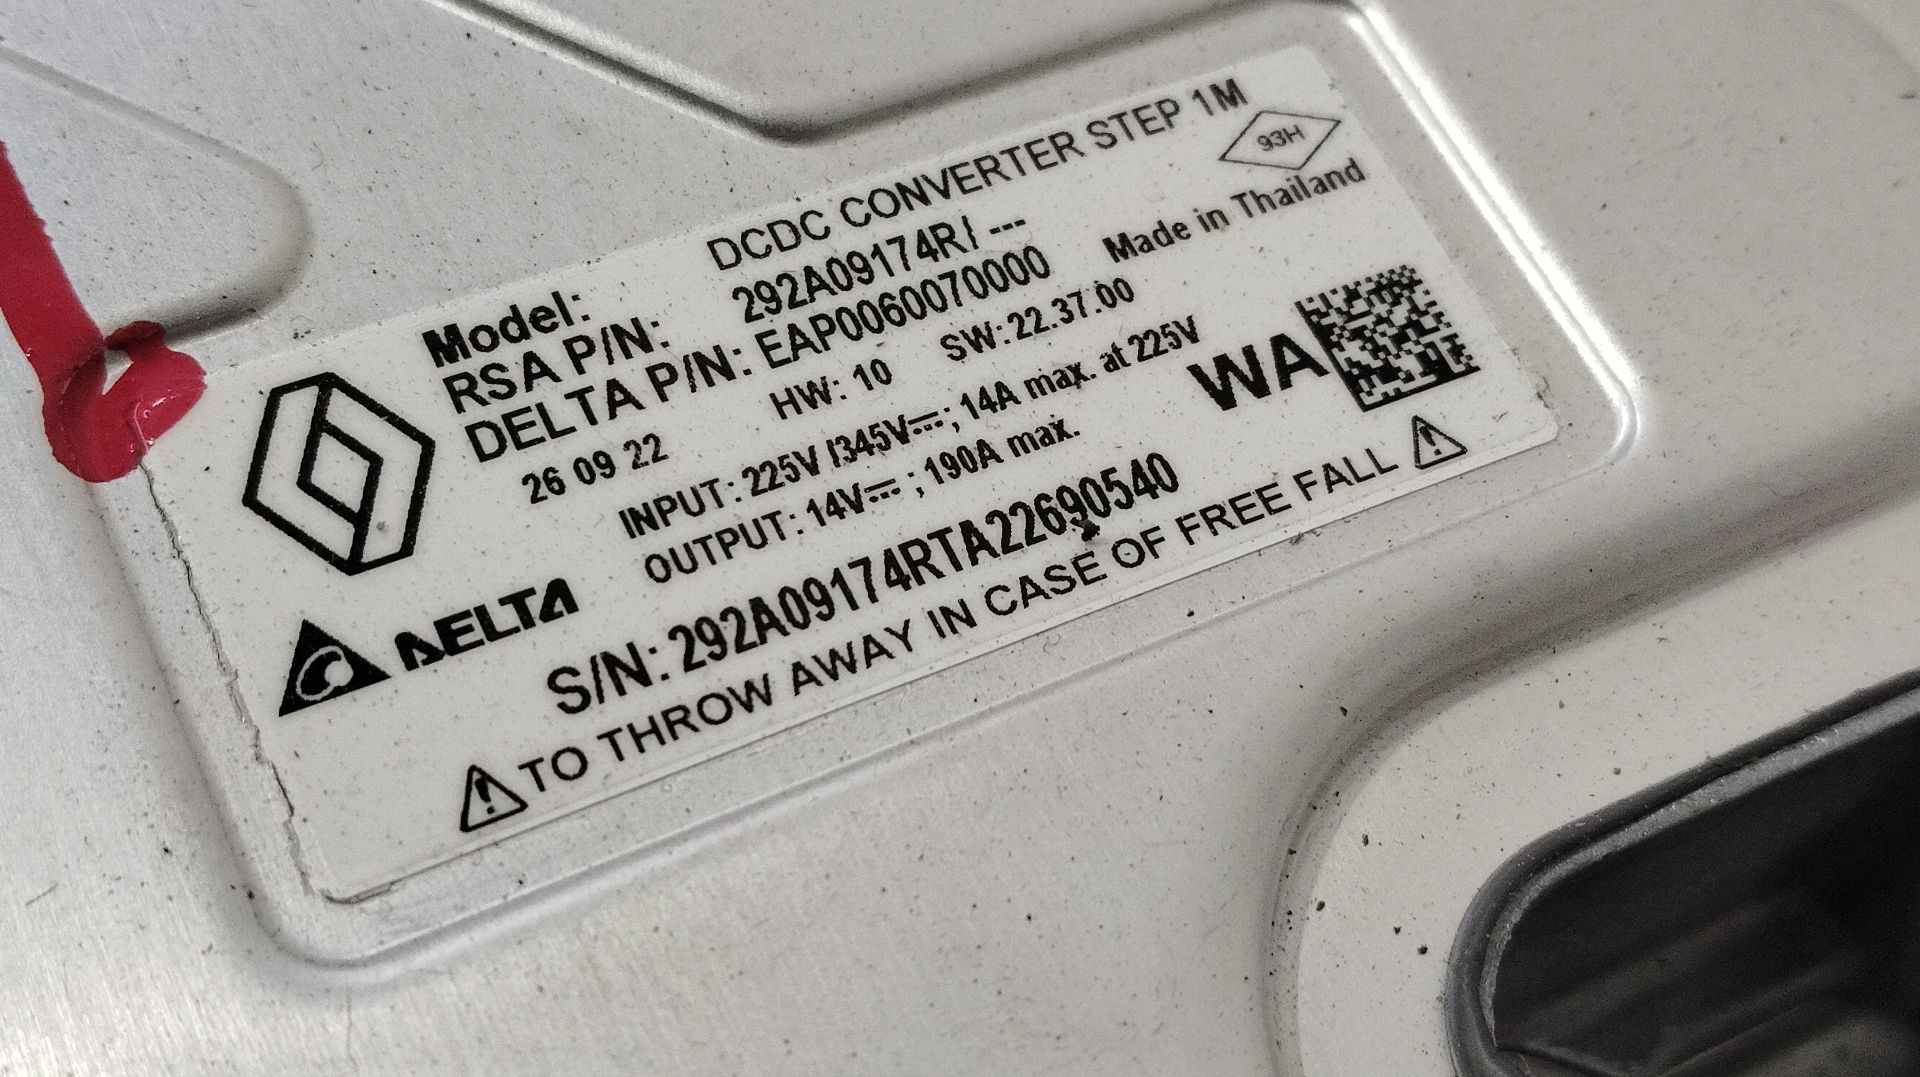 Model: DCDC CONVERTER STEP 1M
RSA P/N: 292A09174R/ ---
93H
DELTA P/N: EAP0060070000
Made in Thailand
26 09 22 HW: 10 SW: 22.37.00
INPUT: 225V /345V⎓; 14A max. at 225V
OUTPUT: 14V⎓; 190A max.
WA
DELTA
S/N: 292A09174RTA22690540
⚠TO THROW AWAY IN CASE OF FREE FALL⚠